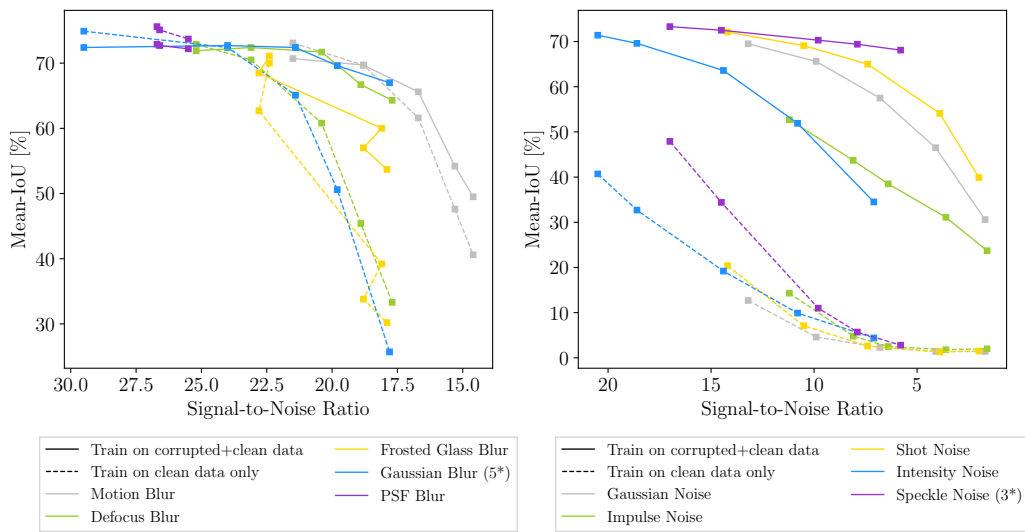 70
60
50
40
30
Mean-IoU [%]
30.0 27.5 25.0 22.5 20.0 17.5 15.0
Signal-to-Noise Ratio
Train on corrupted+clean data
Train on clean data only
Motion Blur
Defocus Blur
Frosted Glass Blur
Gaussian Blur (5*)
PSF Blur
70
60
50
40
30
20
10
0
Mean-IoU [%]
20 15 10 5
Signal-to-Noise Ratio
Train on corrupted+clean data
Train on clean data only
Gaussian Noise
Impulse Noise
Shot Noise
Intensity Noise
Speckle Noise (3*)